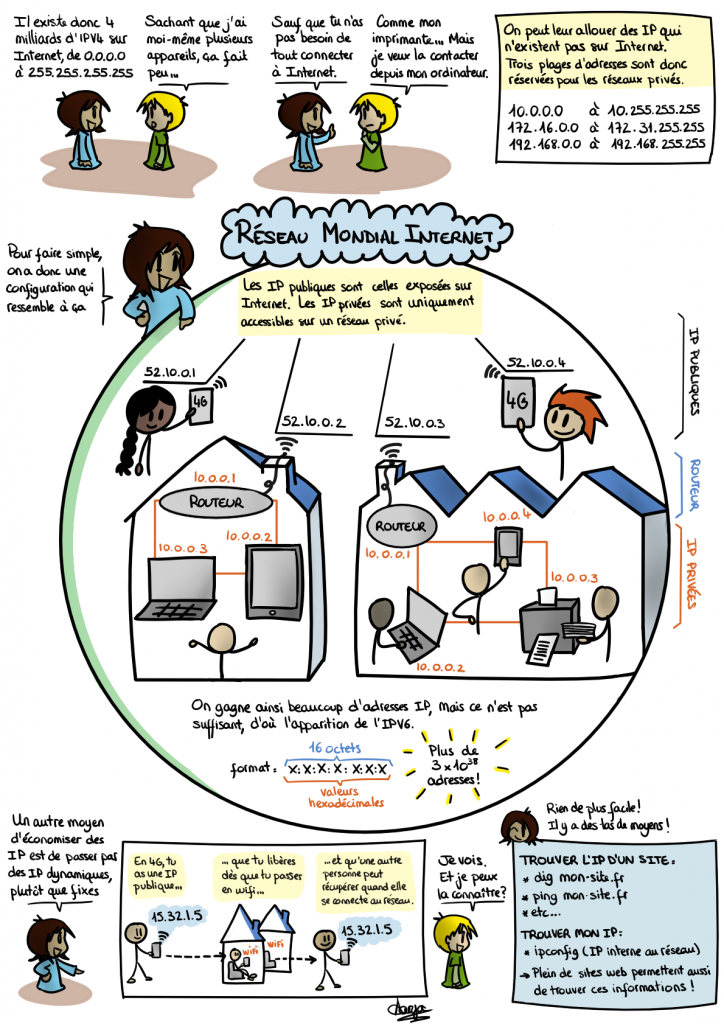 Il existe donc 4
milliards d'IPV4 sur
Internet, de 0.0.0.0
à 255.255.255.255
Sachant que j'ai
moi-même plusieurs
appareils, ça fait
peu...
Sauf que tu n'as
pas besoin de
tout connecter
à Internet.
Comme mon
imprimante... Mais
je veux la contacter
depuis mon ordinateur.
On peut leur allouer des IP qui
n'existent pas sur Internet.
Trois plages d'adresses sont donc
réservées pour les réseaux privés.
10.0.0.0 à 10.255.255.255
172.16.0.0 à 172.31.255.255
192.168.0.0 à 192.168.255.255
RÉSEAU MONDIAL INTERNET
Pour faire simple,
on a donc une
configuration qui
ressemble à ça
Les IP publiques sont celles exposées sur
Internet. Les IP privées sont uniquement
accessibles sur un réseau privé.
52.10.0.1
4G
52.10.0.2
52.10.0.3
52.10.0.4
4G
IP PUBLIQUES
ROUTEUR
IP PRIVÉES
10.0.0.1
ROUTEUR
10.0.0.2
10.0.0.3
ROUTEUR
10.0.0.1
10.0.0.4
10.0.0.3
10.0.0.2
On gagne ainsi beaucoup d'adresses IP, mais ce n'est pas
suffisant, d'où l'apparition de l'IPV6.
16 octets
format: X:X:X:X:X:X:X
valeurs
hexadécimales
Plus de
3x10^38
adresses!
Un autre moyen
d'économiser des
IP est de passer pas
des IP dynamiques,
plutôt que fixes
En 4G, tu
as une IP
publique...
15.32.1.5
... que tu libères
dès que tu passer
en wifi...
WiFi
WiFi
...et qu'une autre
personne peut
récupérer quand elle
se connecte au réseau.
15.32.1.5
Je vois.
Et je peux
la connaître?
Rien de plus facile!
Il y a des tas de moyens!
TROUVER L'IP D'UN SITE:
* dig mon-site.fr
* ping mon-site.fr
* etc...
TROUVER MON IP:
* ipconfig (IP interne au réseau)
→ Plein de sites web permettent aussi
de trouver ces informations!